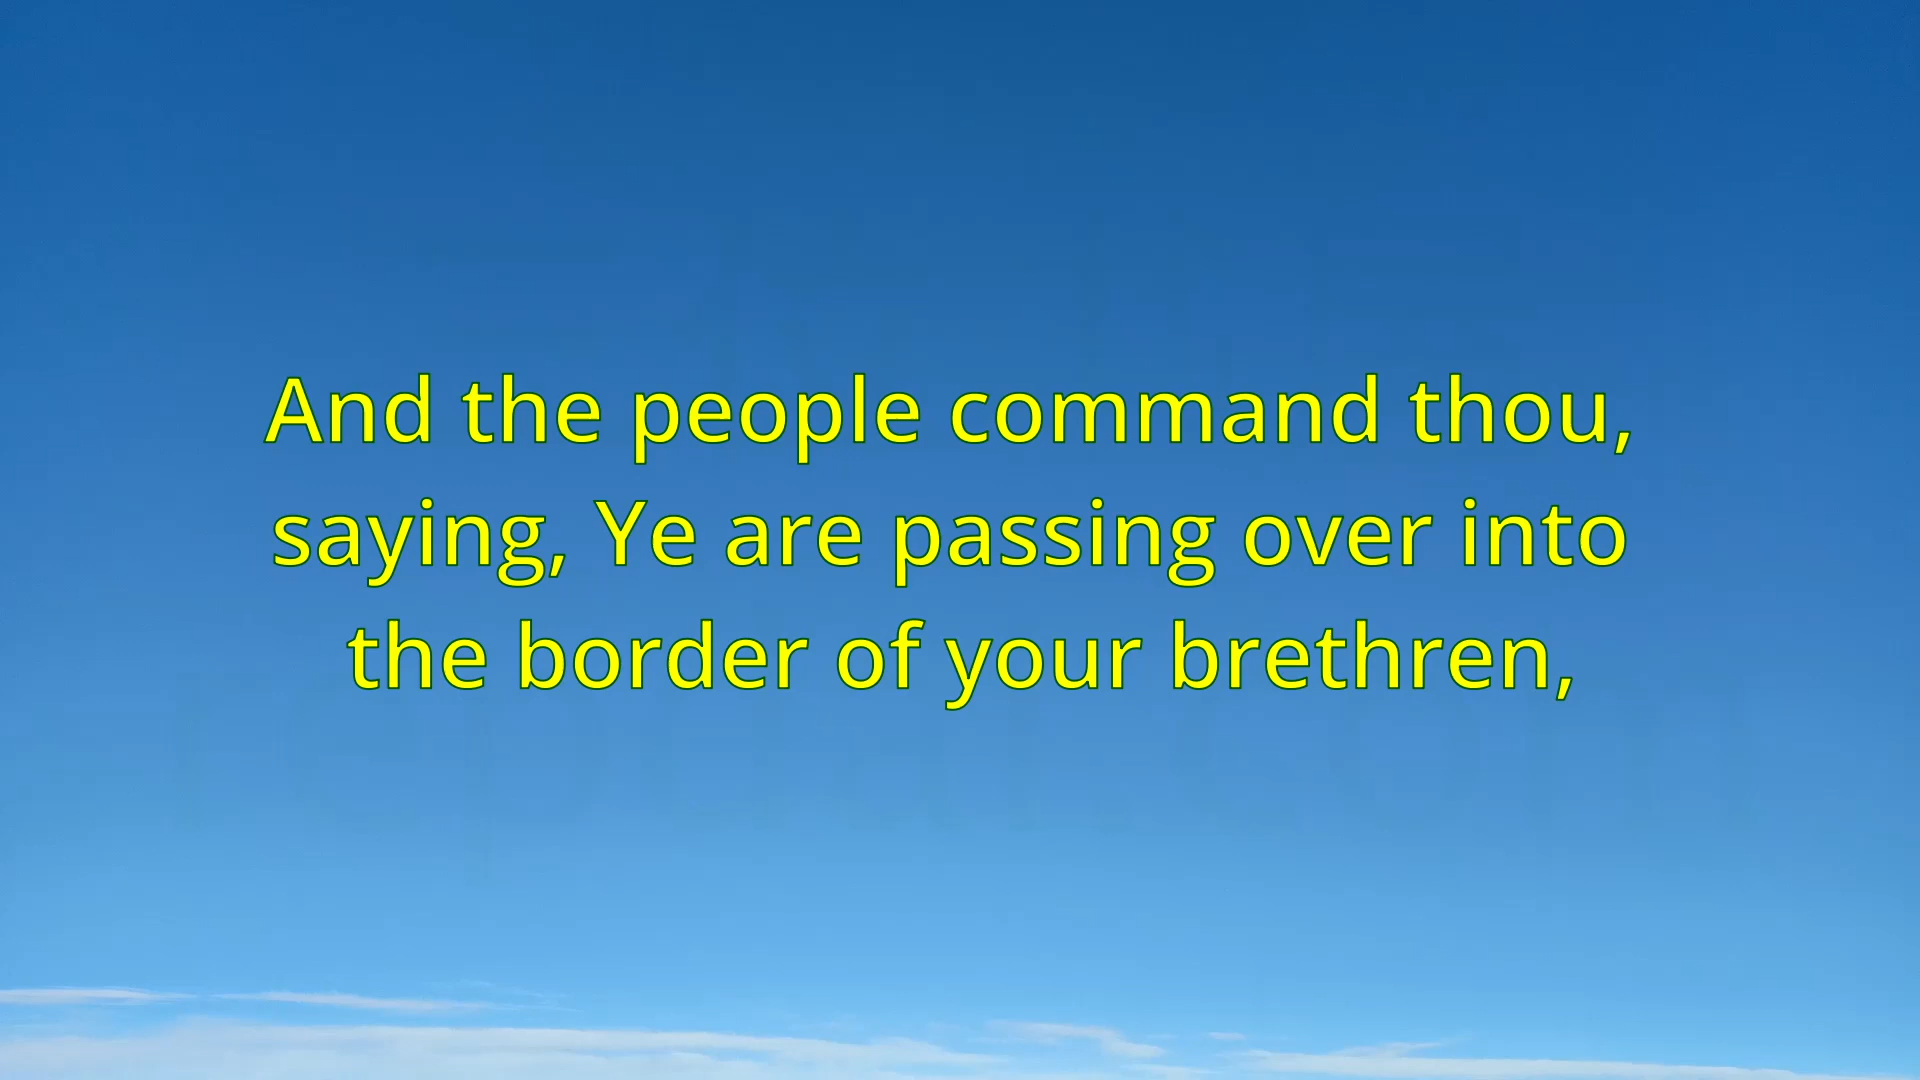 And the people command thou,
saying, Ye are passing over into
the border of your brethren,